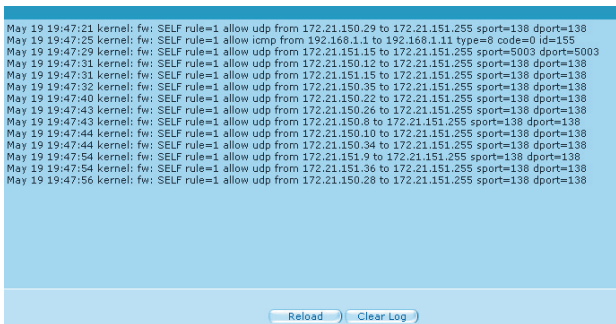 May 19 19:47:21 kernel: fw: SELF rule=1 allow udp from 172.21.150.29 to 172.21.151.255 sport=138 dport=138
May 19 19:47:25 kernel: fw: SELF rule=1 allow icmp from 192.168.1.1 to 192.168.1.11 type=8 code=0 id=155
May 19 19:47:29 kernel: fw: SELF rule=1 allow udp from 172.21.151.15 to 172.21.151.255 sport=5003 dport=5003
May 19 19:47:31 kernel: fw: SELF rule=1 allow udp from 172.21.150.12 to 172.21.151.255 sport=138 dport=138
May 19 19:47:31 kernel: fw: SELF rule=1 allow udp from 172.21.151.15 to 172.21.151.255 sport=138 dport=138
May 19 19:47:32 kernel: fw: SELF rule=1 allow udp from 172.21.150.35 to 172.21.151.255 sport=138 dport=138
May 19 19:47:40 kernel: fw: SELF rule=1 allow udp from 172.21.150.22 to 172.21.151.255 sport=138 dport=138
May 19 19:47:43 kernel: fw: SELF rule=1 allow udp from 172.21.150.26 to 172.21.151.255 sport=138 dport=138
May 19 19:47:43 kernel: fw: SELF rule=1 allow udp from 172.21.150.8 to 172.21.151.255 sport=138 dport=138
May 19 19:47:44 kernel: fw: SELF rule=1 allow udp from 172.21.150.10 to 172.21.151.255 sport=138 dport=138
May 19 19:47:44 kernel: fw: SELF rule=1 allow udp from 172.21.150.34 to 172.21.151.255 sport=138 dport=138
May 19 19:47:54 kernel: fw: SELF rule=1 allow udp from 172.21.151.9 to 172.21.151.255 sport=138 dport=138
May 19 19:47:54 kernel: fw: SELF rule=1 allow udp from 172.21.151.36 to 172.21.151.255 sport=138 dport=138
May 19 19:47:56 kernel: fw: SELF rule=1 allow udp from 172.21.150.28 to 172.21.151.255 sport=138 dport=138
Reload Clear Log